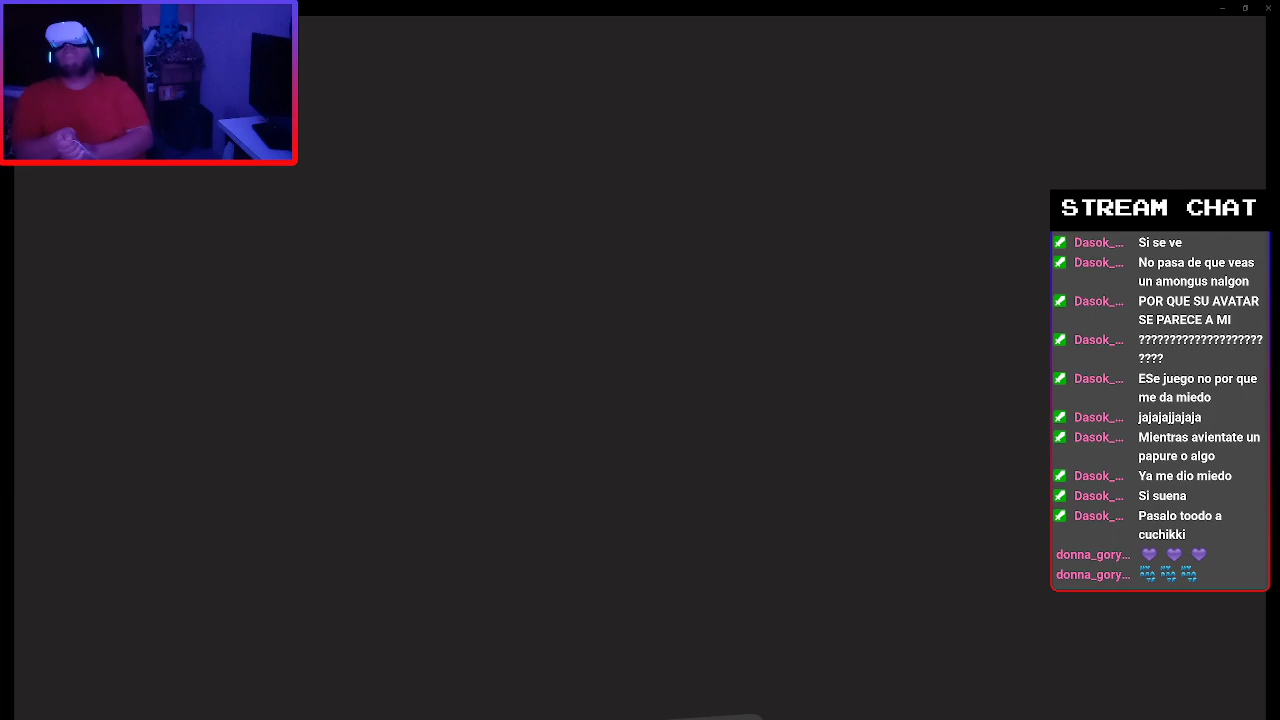 STREAM CHAT
Dasok_... Si se ve
Dasok_... No pasa de que veas
un amongus nalgon
Dasok_... POR QUE SU AVATAR
SE PARECE A MI
Dasok_... ????????????????????
????
Dasok_... ESe juego no por que
me da miedo
Dasok_... jajajajjajaja
Dasok_... Mientras avientate un
papure o algo
Dasok_... Ya me dio miedo
Dasok_... Si suena
Dasok_... Pasalo toodo a
cuchikki
donna_gory... 💜 💜 💜
donna_gory...